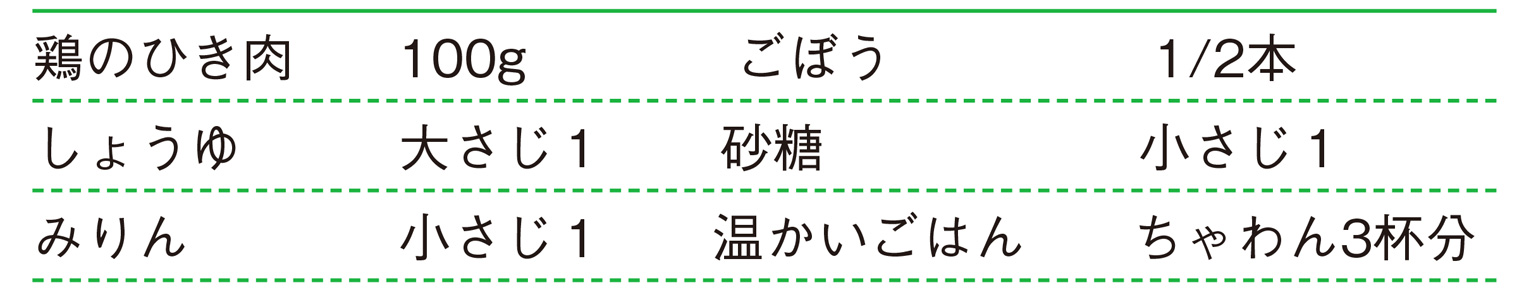 鶏のひき肉 100g ごぼう 1/2本
しょうゆ 大さじ1 砂糖 小さじ1
みりん 小さじ1 温かいごはん ちゃわん3杯分